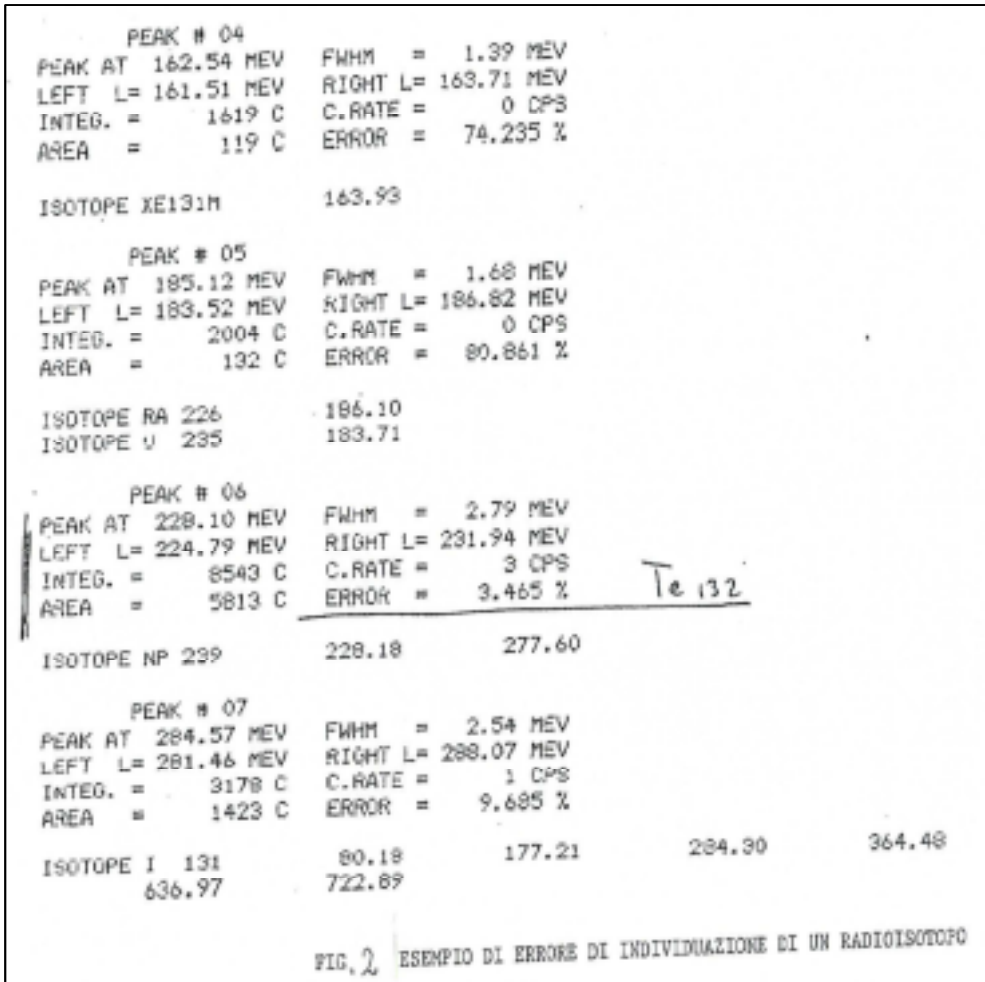 PEAK # 04
PEAK AT 162.54 MEV FWHM = 1.39 MEV
LEFT L= 161.51 MEV RIGHT L= 163.71 MEV
INTEG. = 1619 C C.RATE = 0 CPS
AREA = 119 C ERROR = 74.235 %
ISOTOPE XE131M 163.93
PEAK # 05
PEAK AT 185.12 MEV FWHM = 1.68 MEV
LEFT L= 183.52 MEV RIGHT L= 186.82 MEV
INTEG. = 2004 C C.RATE = 0 CPS
AREA = 132 C ERROR = 80.861 %
ISOTOPE RA 226 186.10
ISOTOPE U 235 183.71
PEAK # 06
PEAK AT 228.10 MEV FWHM = 2.79 MEV
LEFT L= 224.79 MEV RIGHT L= 231.94 MEV
INTEG. = 8543 C C.RATE = 3 CPS
AREA = 5813 C ERROR = 3.465 % Te 132
ISOTOPE NP 239 228.18 277.60
PEAK # 07
PEAK AT 284.57 MEV FWHM = 2.54 MEV
LEFT L= 281.46 MEV RIGHT L= 288.07 MEV
INTEG. = 3178 C C.RATE = 1 CPS
AREA = 1423 C ERROR = 9.685 %
ISOTOPE I 131 80.18 177.21 284.30 364.48
636.97 722.89
FIG. 2 ESEMPIO DI ERRORE DI INDIVIDUAZIONE DI UN RADIOISOTOPO